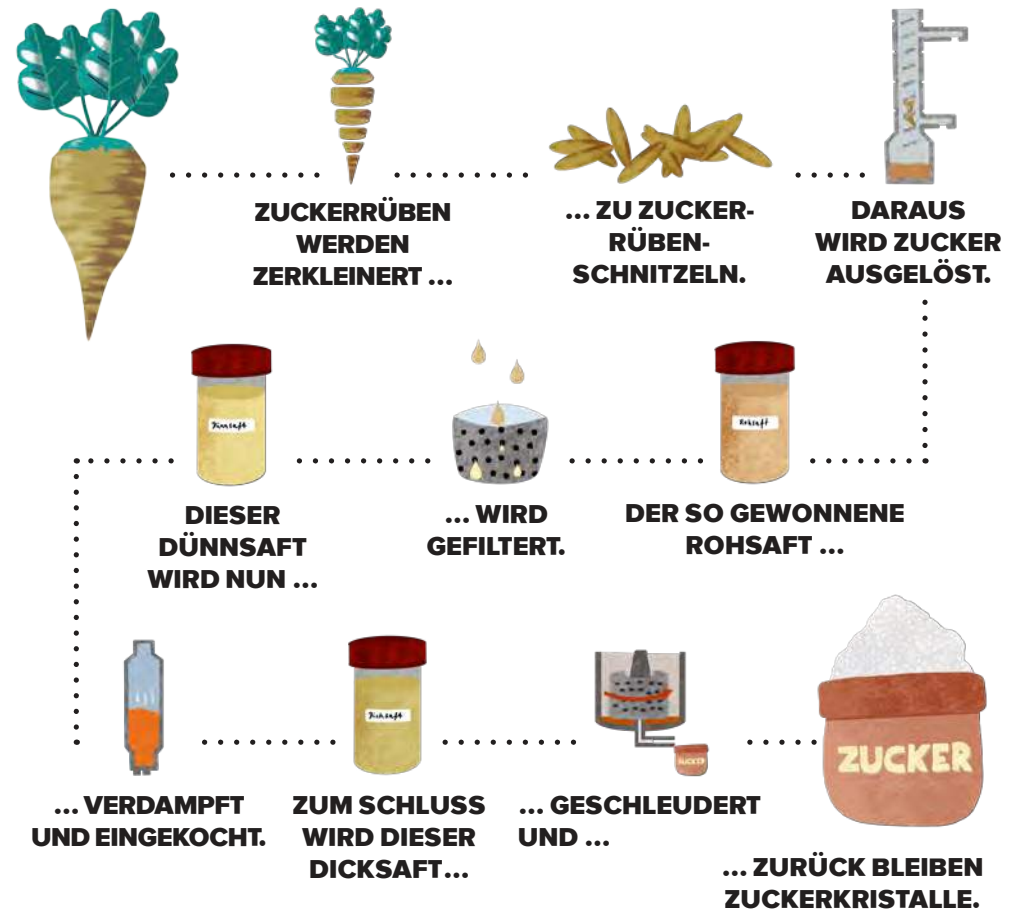 ZUCKERRÜBEN
WERDEN
ZERKLEINERT ...
... ZU ZUCKER-
RÜBEN-
SCHNITZELN.
DARAUS
WIRD ZUCKER
AUSGELÖST.
Rohsaft
DER SO GEWONNENE
ROHSAFT ...
... WIRD
GEFILTERT.
Dünnsaft
DIESER
DÜNNSAFT
WIRD NUN ...
... VERDAMPFT
UND EINGEKOCHT.
Dicksaft
ZUM SCHLUSS
WIRD DIESER
DICKSAFT...
ZUCKER
... GESCHLEUDERT
UND ...
ZUCKER
... ZURÜCK BLEIBEN
ZUCKERKRISTALLE.